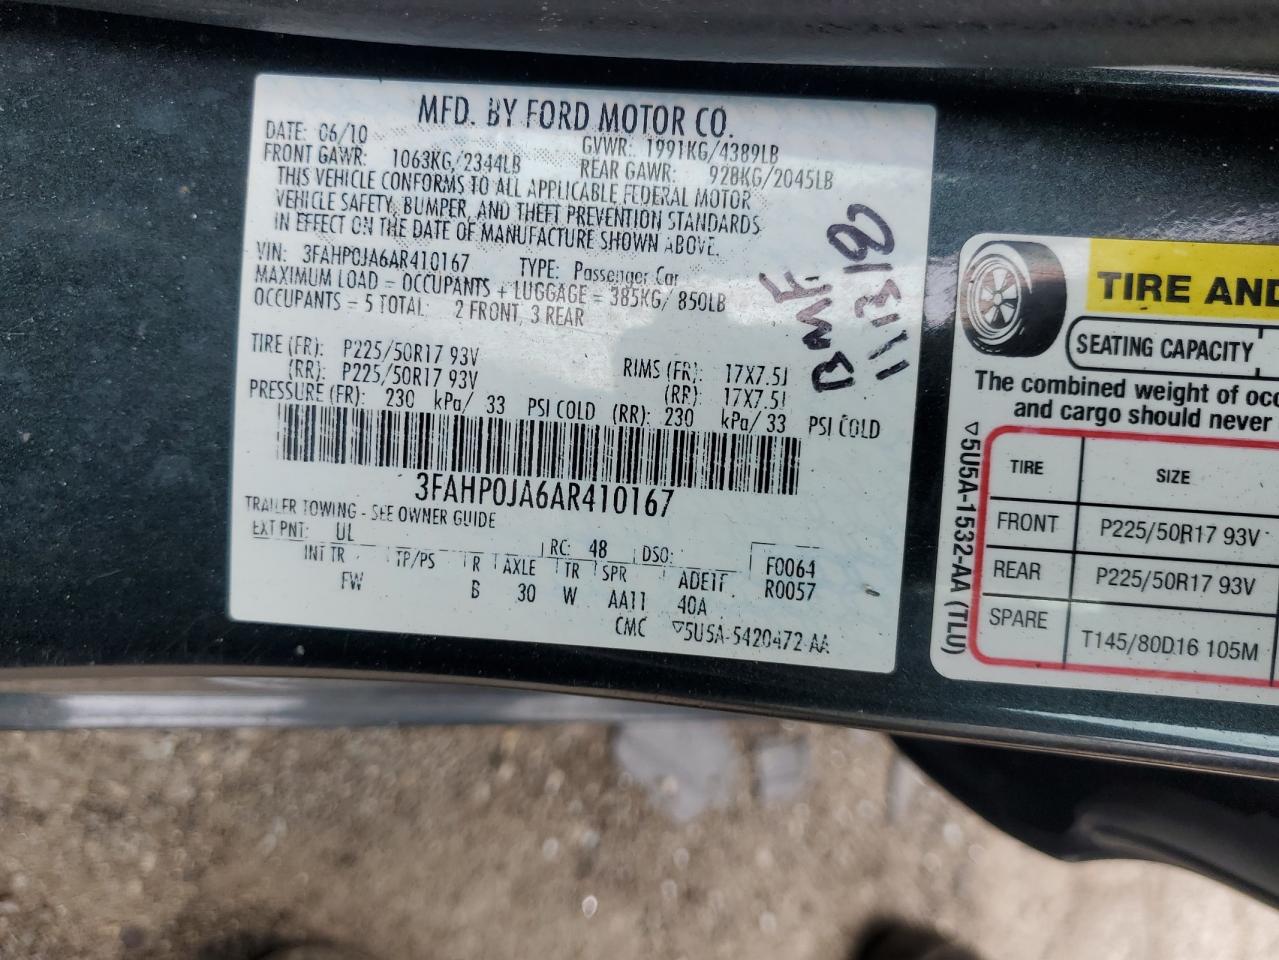 MFD. BY FORD MOTOR CO.
DATE: 06/10 GVWR: 1991KG/4389LB
FRONT GAWR: 1063KG/2344LB REAR GAWR: 928KG/2045LB
THIS VEHICLE CONFORMS TO ALL APPLICABLE FEDERAL MOTOR
VEHICLE SAFETY, BUMPER, AND THEFT PREVENTION STANDARDS
IN EFFECT ON THE DATE OF MANUFACTURE SHOWN ABOVE.
VIN: 3FAHP0JA6AR410167 TYPE: Passenger Car
MAXIMUM LOAD = OCCUPANTS + LUGGAGE = 385KG/ 850LB
OCCUPANTS = 5 TOTAL: 2 FRONT, 3 REAR
TIRE (FR): P225/50R17 93V RIMS (FR): 17X7.5J
(RR): P225/50R17 93V (RR): 17X7.5J
PRESSURE (FR): 230 kPa/ 33 PSI COLD (RR): 230 kPa/ 33 PSI COLD
3FAHP0JA6AR410167
TRAILER TOWING - SEE OWNER GUIDE
EXT PNT: UL RC: 48 DSO: F0064
INT TR TP/PS R AXLE TR SPR R0057
FW B 30 W AA11 40A
CMC ▽5U5A-5420472-AA
BMF
TIRE AND
SEATING CAPACITY
The combined weight of occ
and cargo should never
TIRE SIZE
FRONT P225/50R17 93V
REAR P225/50R17 93V
SPARE T145/80D16 105M
▽5U5A-1532-AA (TLU)